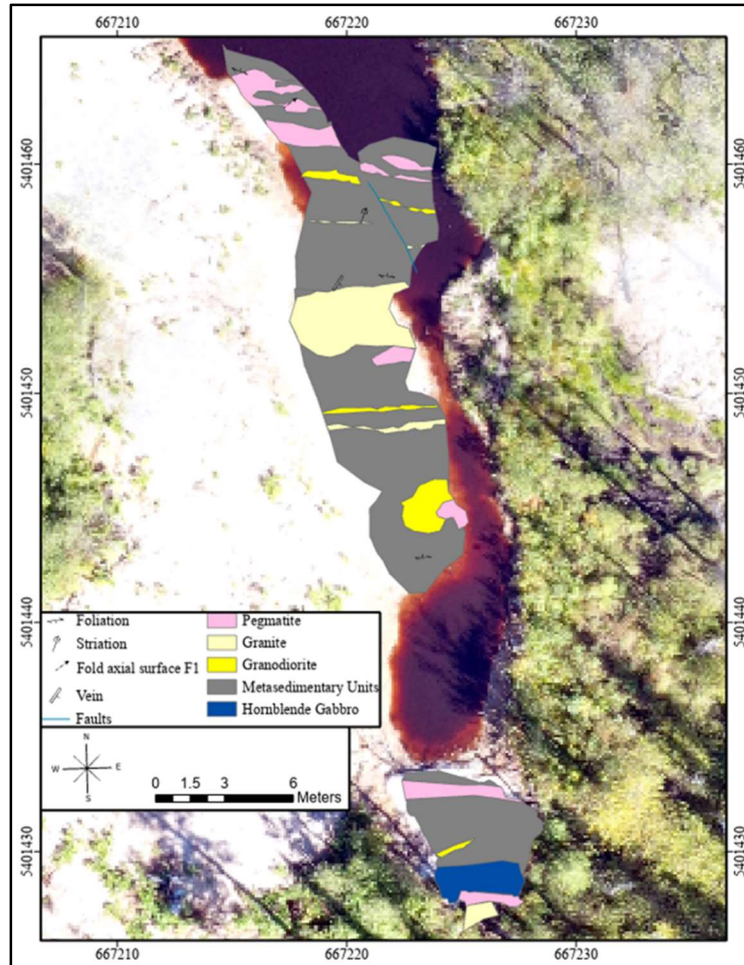 667210 667220 667230
5401460 5401460
5401450 5401450
5401440 5401440
5401430 5401430
Foliation
Striation
Fold axial surface F1
Vein
Faults
Pegmatite
Granite
Granodiorite
Metasedimentary Units
Hornblende Gabbro
N
W E
S
0 1.5 3 6
Meters
667210 667220 667230